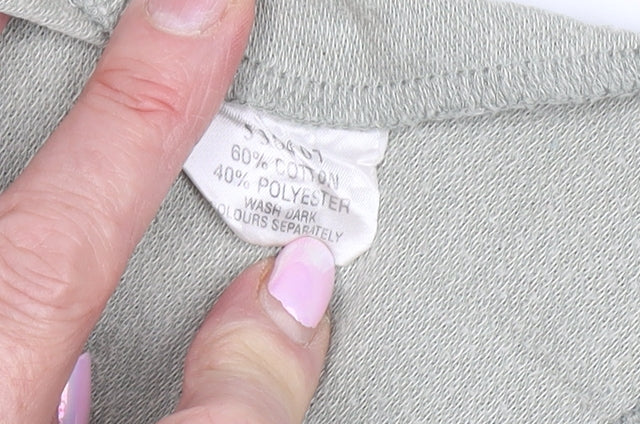 60% COTTON
40% POLYESTER
WASH DARK
COLOURS SEPARATELY